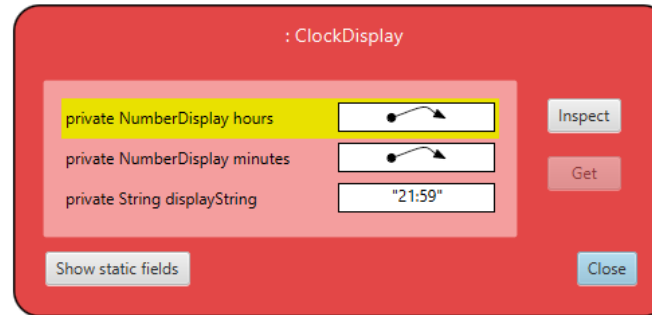 : ClockDisplay
private NumberDisplay hours
Inspect
private NumberDisplay minutes
Get
private String displayString "21:59"
Show static fields
Close